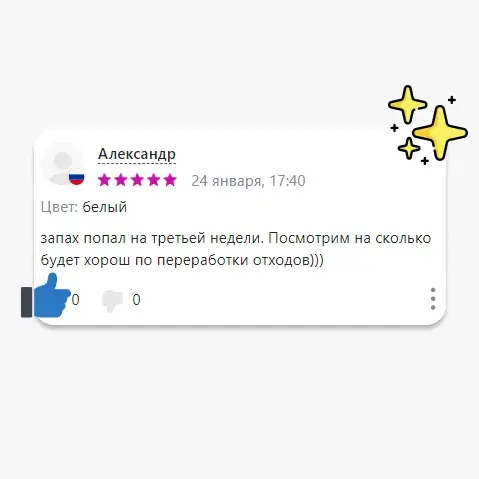 Александр
24 января, 17:40
Цвет: белый
запах попал на третьей недели. Посмотрим на сколько
будет хорош по переработки отходов)))
0 0